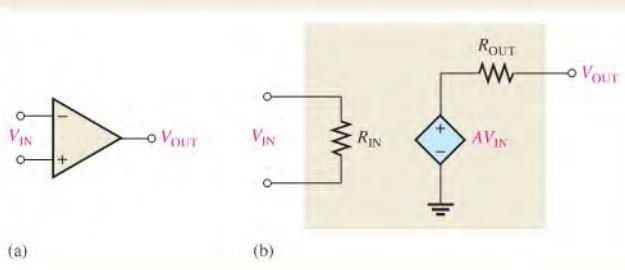 V_IN
−
+
V_OUT
(a)
V_IN
R_IN
+
−
AV_IN
R_OUT
V_OUT
(b)